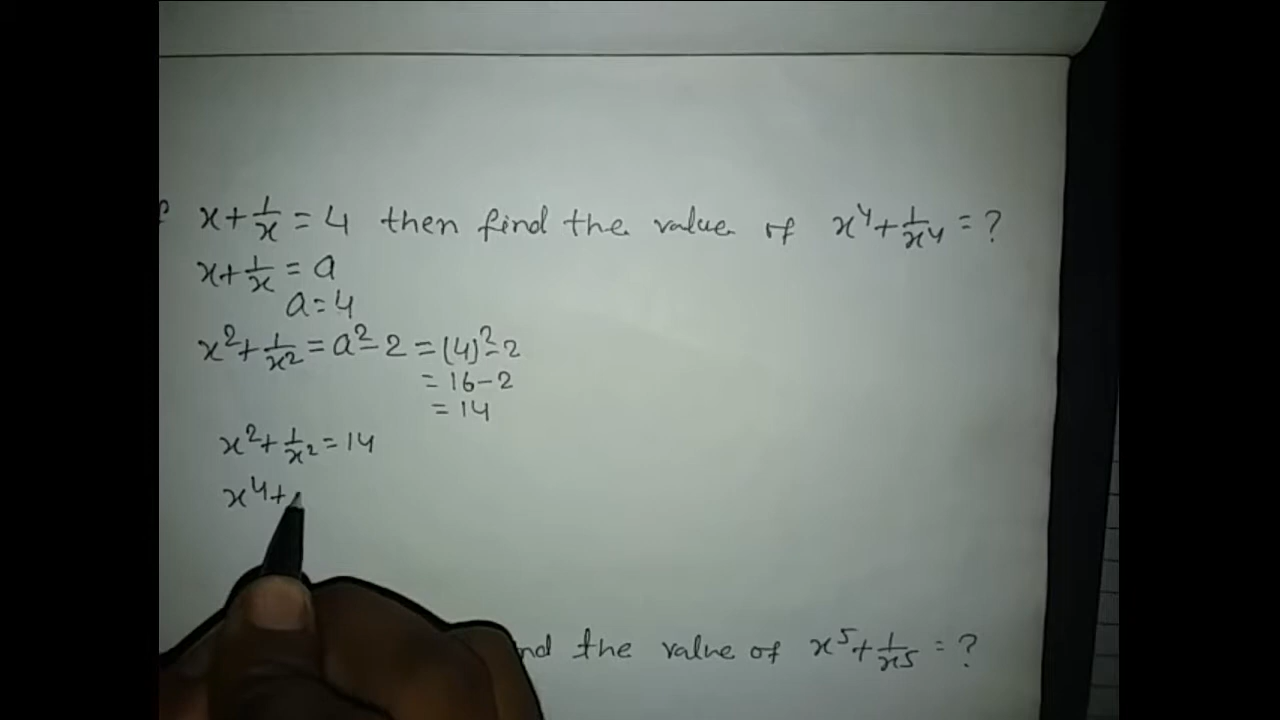 x+1/x=4 then find the value of x⁴+1/x⁴=?
x+1/x=a
a=4
x²+1/x²=a²-2=(4)²-2
=16-2
=14
x²+1/x²=14
x⁴+
the value of x⁵+1/x⁵=?